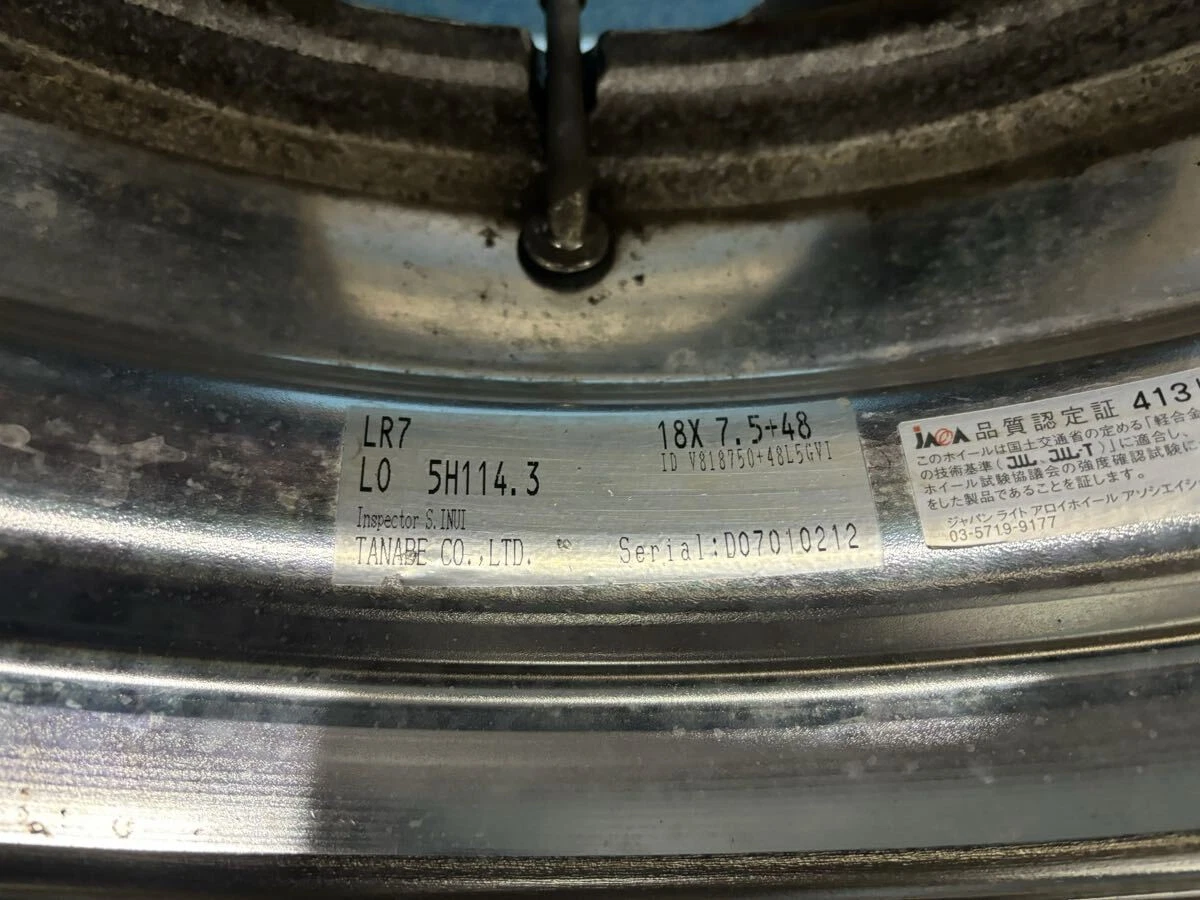 LR7
18X 7.5+48
ID V818750+48L5GVI
LO 5H114.3
Inspector S.INUI
TANABE CO.,LTD.
Serial:D07010212
JAWA 品質認定証 413
このホイールは国土交通省の定める「軽合金
の技術基準(JWL、JWL-T)」に適合し、
ホイール試験協議会の強度確認試験に
をした製品であることを証します。
ジャパン ライト アロイホイール アソシエイシ
03-5719-9177